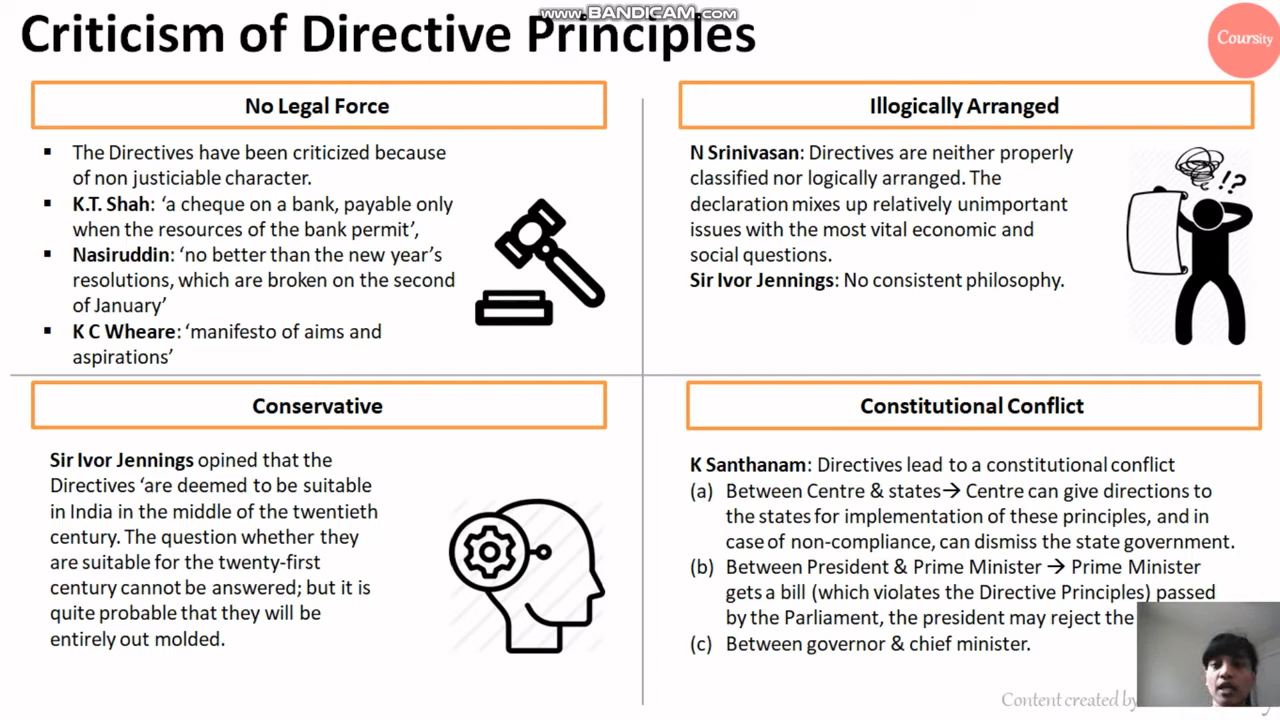 www.BANDICAM.com
Criticism of Directive Principles
Coursity
No Legal Force
▪ The Directives have been criticized because
of non justiciable character.
▪ K.T. Shah: ‘a cheque on a bank, payable only
when the resources of the bank permit’,
▪ Nasiruddin: ‘no better than the new year’s
resolutions, which are broken on the second
of January’
▪ K C Wheare: ‘manifesto of aims and
aspirations’
Illogically Arranged
N Srinivasan: Directives are neither properly
classified nor logically arranged. The
declaration mixes up relatively unimportant
issues with the most vital economic and
social questions.
Sir Ivor Jennings: No consistent philosophy.
!?
Conservative
Sir Ivor Jennings opined that the
Directives ‘are deemed to be suitable
in India in the middle of the twentieth
century. The question whether they
are suitable for the twenty-first
century cannot be answered; but it is
quite probable that they will be
entirely out molded.
Constitutional Conflict
K Santhanam: Directives lead to a constitutional conflict
(a) Between Centre & states→ Centre can give directions to
the states for implementation of these principles, and in
case of non-compliance, can dismiss the state government.
(b) Between President & Prime Minister → Prime Minister
gets a bill (which violates the Directive Principles) passed
by the Parliament, the president may reject the
(c) Between governor & chief minister.
Content created by